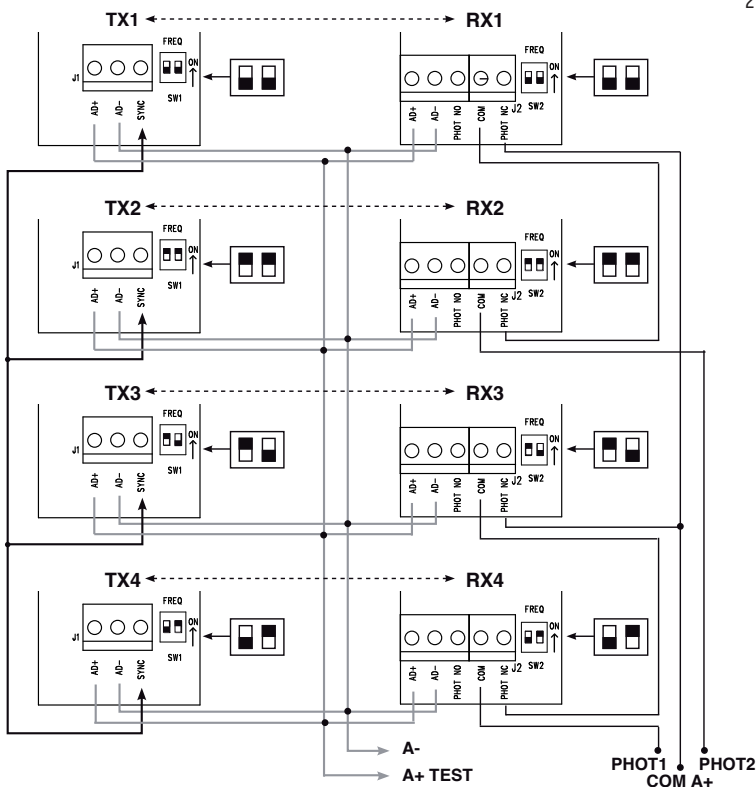 2
TX1 RX1
FREQ
ON
J1
SW1
AD+ AD- SYNC
FREQ
ON
J2 SW2
AD+ AD- PHOT NO COM PHOT NC
TX2 RX2
FREQ
ON
J1
SW1
AD+ AD- SYNC
FREQ
ON
J2 SW2
AD+ AD- PHOT NO COM PHOT NC
TX3 RX3
FREQ
ON
J1
SW1
AD+ AD- SYNC
FREQ
ON
J2 SW2
AD+ AD- PHOT NO COM PHOT NC
TX4 RX4
FREQ
ON
J1
SW1
AD+ AD- SYNC
FREQ
ON
J2 SW2
AD+ AD- PHOT NO COM PHOT NC
A-
A+ TEST
PHOT1 PHOT2
COM A+